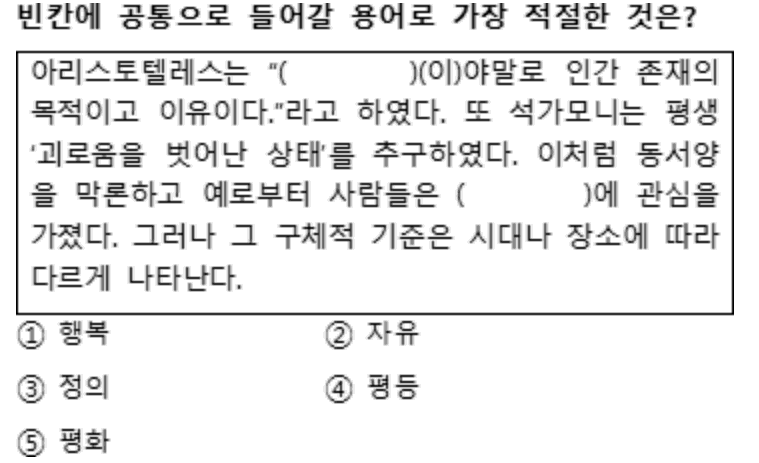 빈칸에 공통으로 들어갈 용어로 가장 적절한 것은?
아리스토텔레스는 "(          )(이)야말로 인간 존재의
목적이고 이유이다."라고 하였다. 또 석가모니는 평생
'괴로움을 벗어난 상태'를 추구하였다. 이처럼 동서양
을 막론하고 예로부터 사람들은 (          )에 관심을
가졌다. 그러나 그 구체적 기준은 시대나 장소에 따라
다르게 나타난다.
① 행복 ② 자유
③ 정의 ④ 평등
⑤ 평화